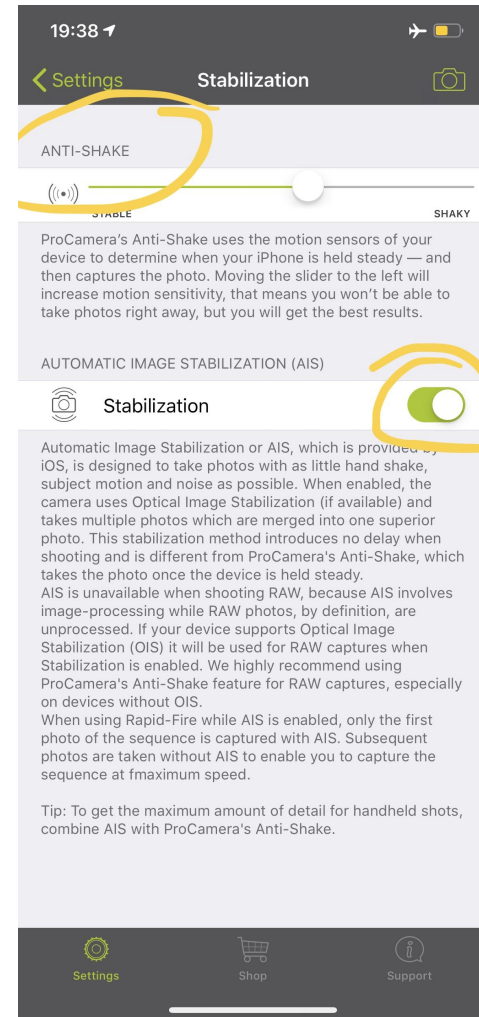 19:38
Settings
Stabilization
ANTI-SHAKE
STABLE
SHAKY
ProCamera's Anti-Shake uses the motion sensors of your
device to determine when your iPhone is held steady — and
then captures the photo. Moving the slider to the left will
increase motion sensitivity, that means you won't be able to
take photos right away, but you will get the best results.
AUTOMATIC IMAGE STABILIZATION (AIS)
Stabilization
Automatic Image Stabilization or AIS, which is provided by
iOS, is designed to take photos with as little hand shake,
subject motion and noise as possible. When enabled, the
camera uses Optical Image Stabilization (if available) and
takes multiple photos which are merged into one superior
photo. This stabilization method introduces no delay when
shooting and is different from ProCamera's Anti-Shake, which
takes the photo once the device is held steady.
AIS is unavailable when shooting RAW, because AIS involves
image-processing while RAW photos, by definition, are
unprocessed. If your device supports Optical Image
Stabilization (OIS) it will be used for RAW captures when
Stabilization is enabled. We highly recommend using
ProCamera's Anti-Shake feature for RAW captures, especially
on devices without OIS.
When using Rapid-Fire while AIS is enabled, only the first
photo of the sequence is captured with AIS. Subsequent
photos are taken without AIS to enable you to capture the
sequence at fmaximum speed.
Tip: To get the maximum amount of detail for handheld shots,
combine AIS with ProCamera's Anti-Shake.
Settings
Shop
Support